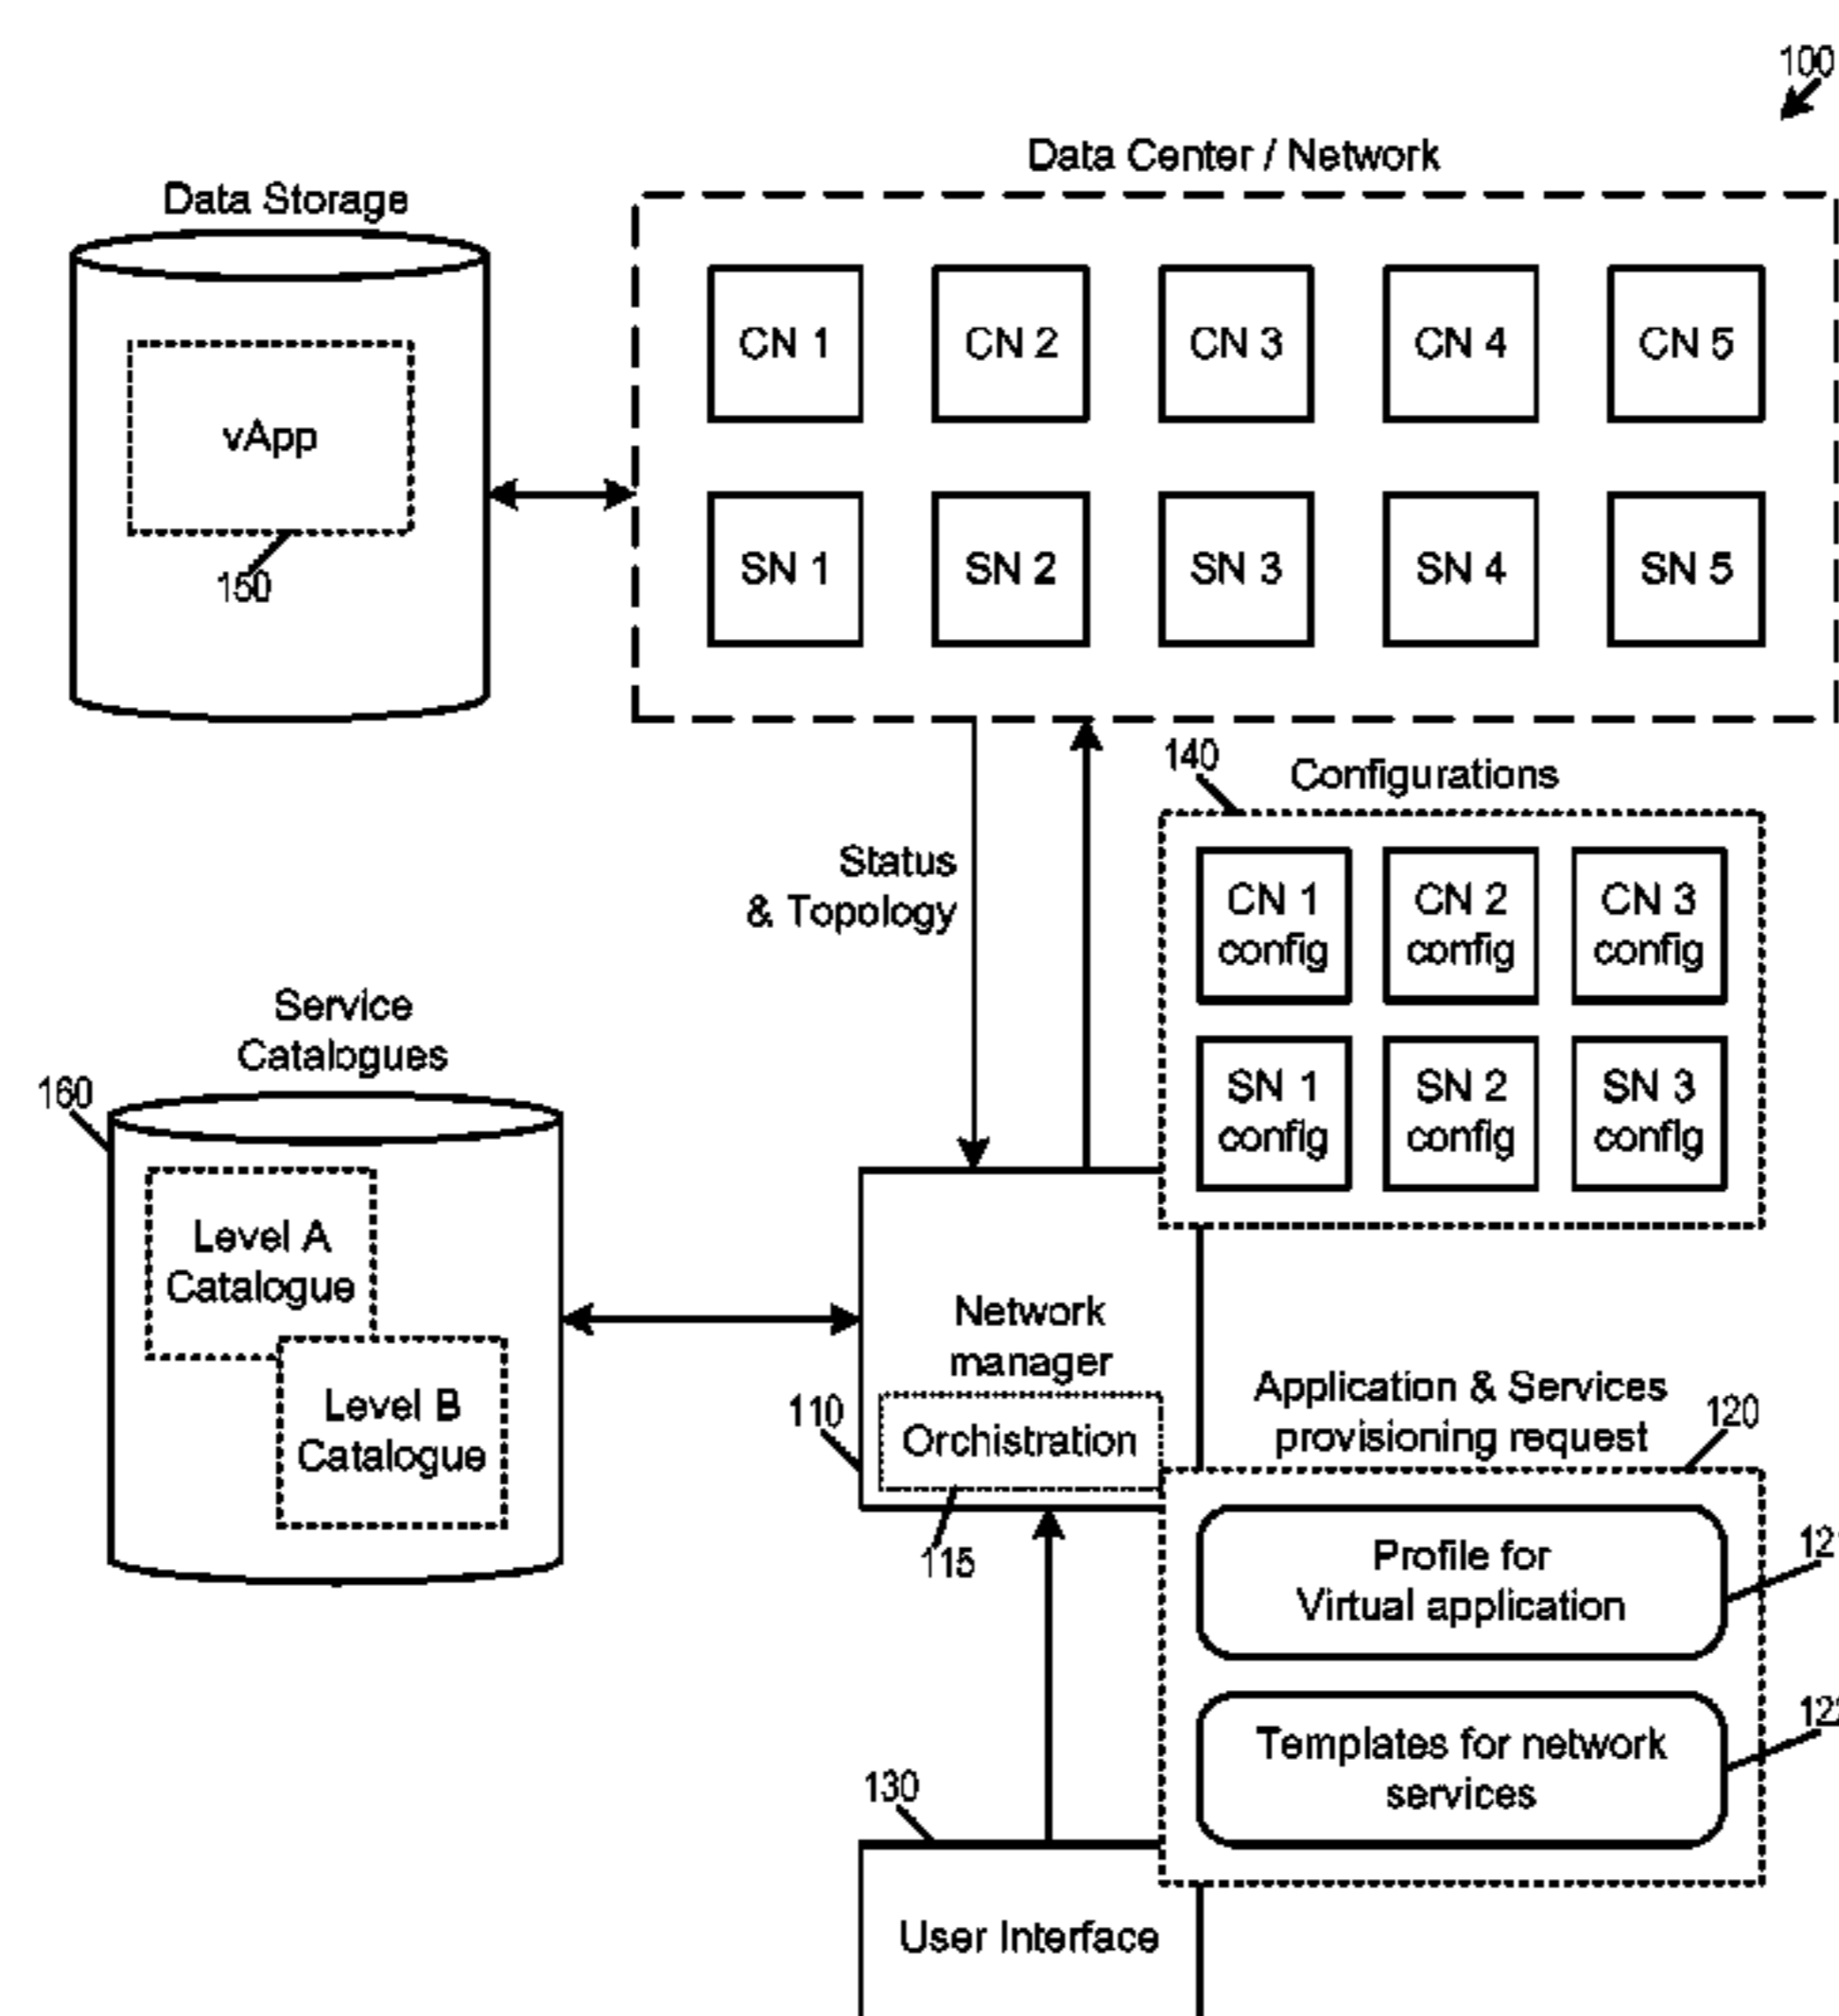 100
Data Center / Network
Data Storage
CN 1
CN 2
CN 3
CN 4
CN 5
vApp
SN 1
SN 2
SN 3
SN 4
SN 5
150
140
Configurations
Status
& Topology
CN 1
config
CN 2
config
CN 3
config
SN 1
config
SN 2
config
SN 3
config
Service
Catalogues
160
Level A
Catalogue
Level B
Catalogue
Network
manager
110
Orchistration
115
Application & Services
provisioning request
120
Profile for
Virtual application
Templates for network
services
130
User Interface